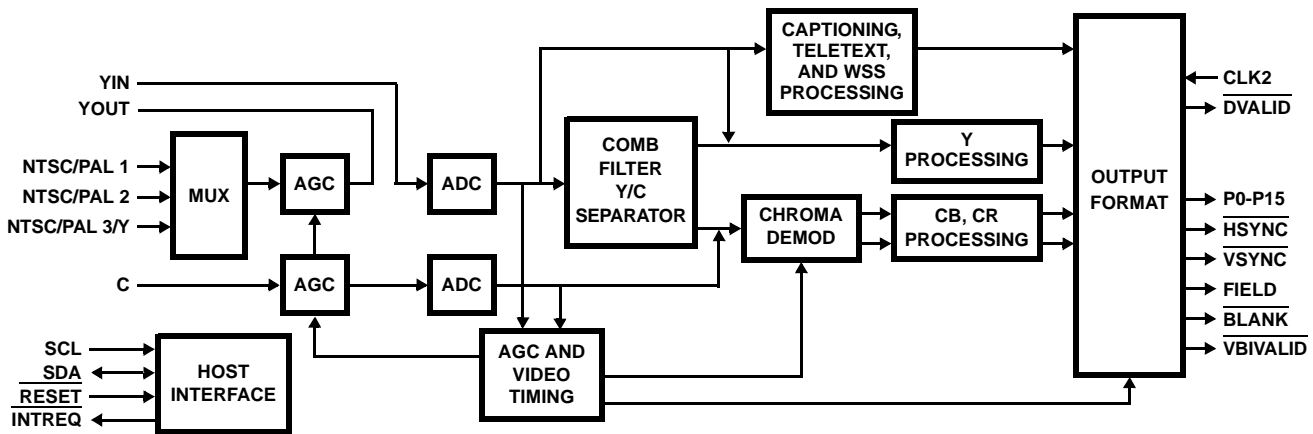 YIN
YOUT
NTSC/PAL 1
NTSC/PAL 2
NTSC/PAL 3/Y
C
MUX
AGC
AGC
ADC
ADC
COMB
FILTER
Y/C
SEPARATOR
CAPTIONING,
TELETEXT,
AND WSS
PROCESSING
Y
PROCESSING
CHROMA
DEMOD
CB, CR
PROCESSING
OUTPUT
FORMAT
AGC AND
VIDEO
TIMING
SCL
SDA
RESET
INTREQ
HOST
INTERFACE
CLK2
DVALID
P0-P15
HSYNC
VSYNC
FIELD
BLANK
VBIVALID